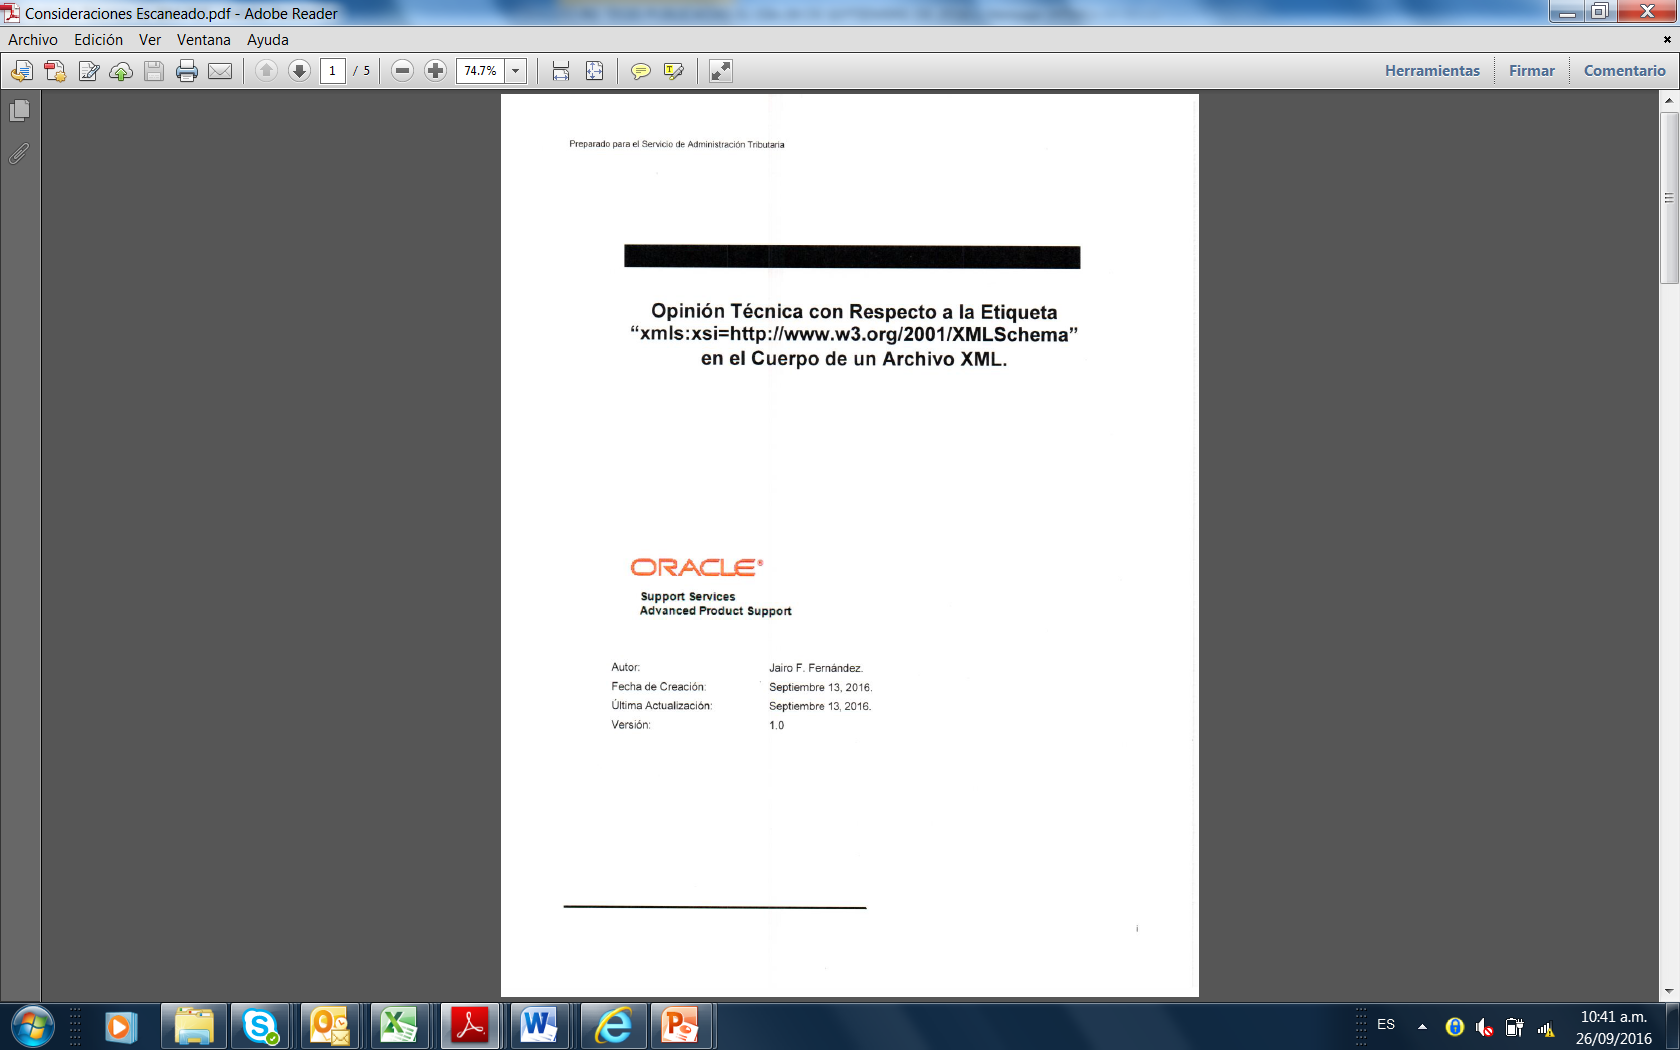 Consideraciones Escaneado.pdf - Adobe Reader
Archivo Edición Ver Ventana Ayuda
1 / 5 74.7% Herramientas Firmar Comentario
Preparado para el Servicio de Administración Tributaria
Opinión Técnica con Respecto a la Etiqueta
“xmls:xsi=http://www.w3.org/2001/XMLSchema”
en el Cuerpo de un Archivo XML.
ORACLE®
Support Services
Advanced Product Support
Autor: Jairo F. Fernández.
Fecha de Creación: Septiembre 13, 2016.
Última Actualización: Septiembre 13, 2016.
Versión: 1.0
i
ES
10:41 a.m.
26/09/2016